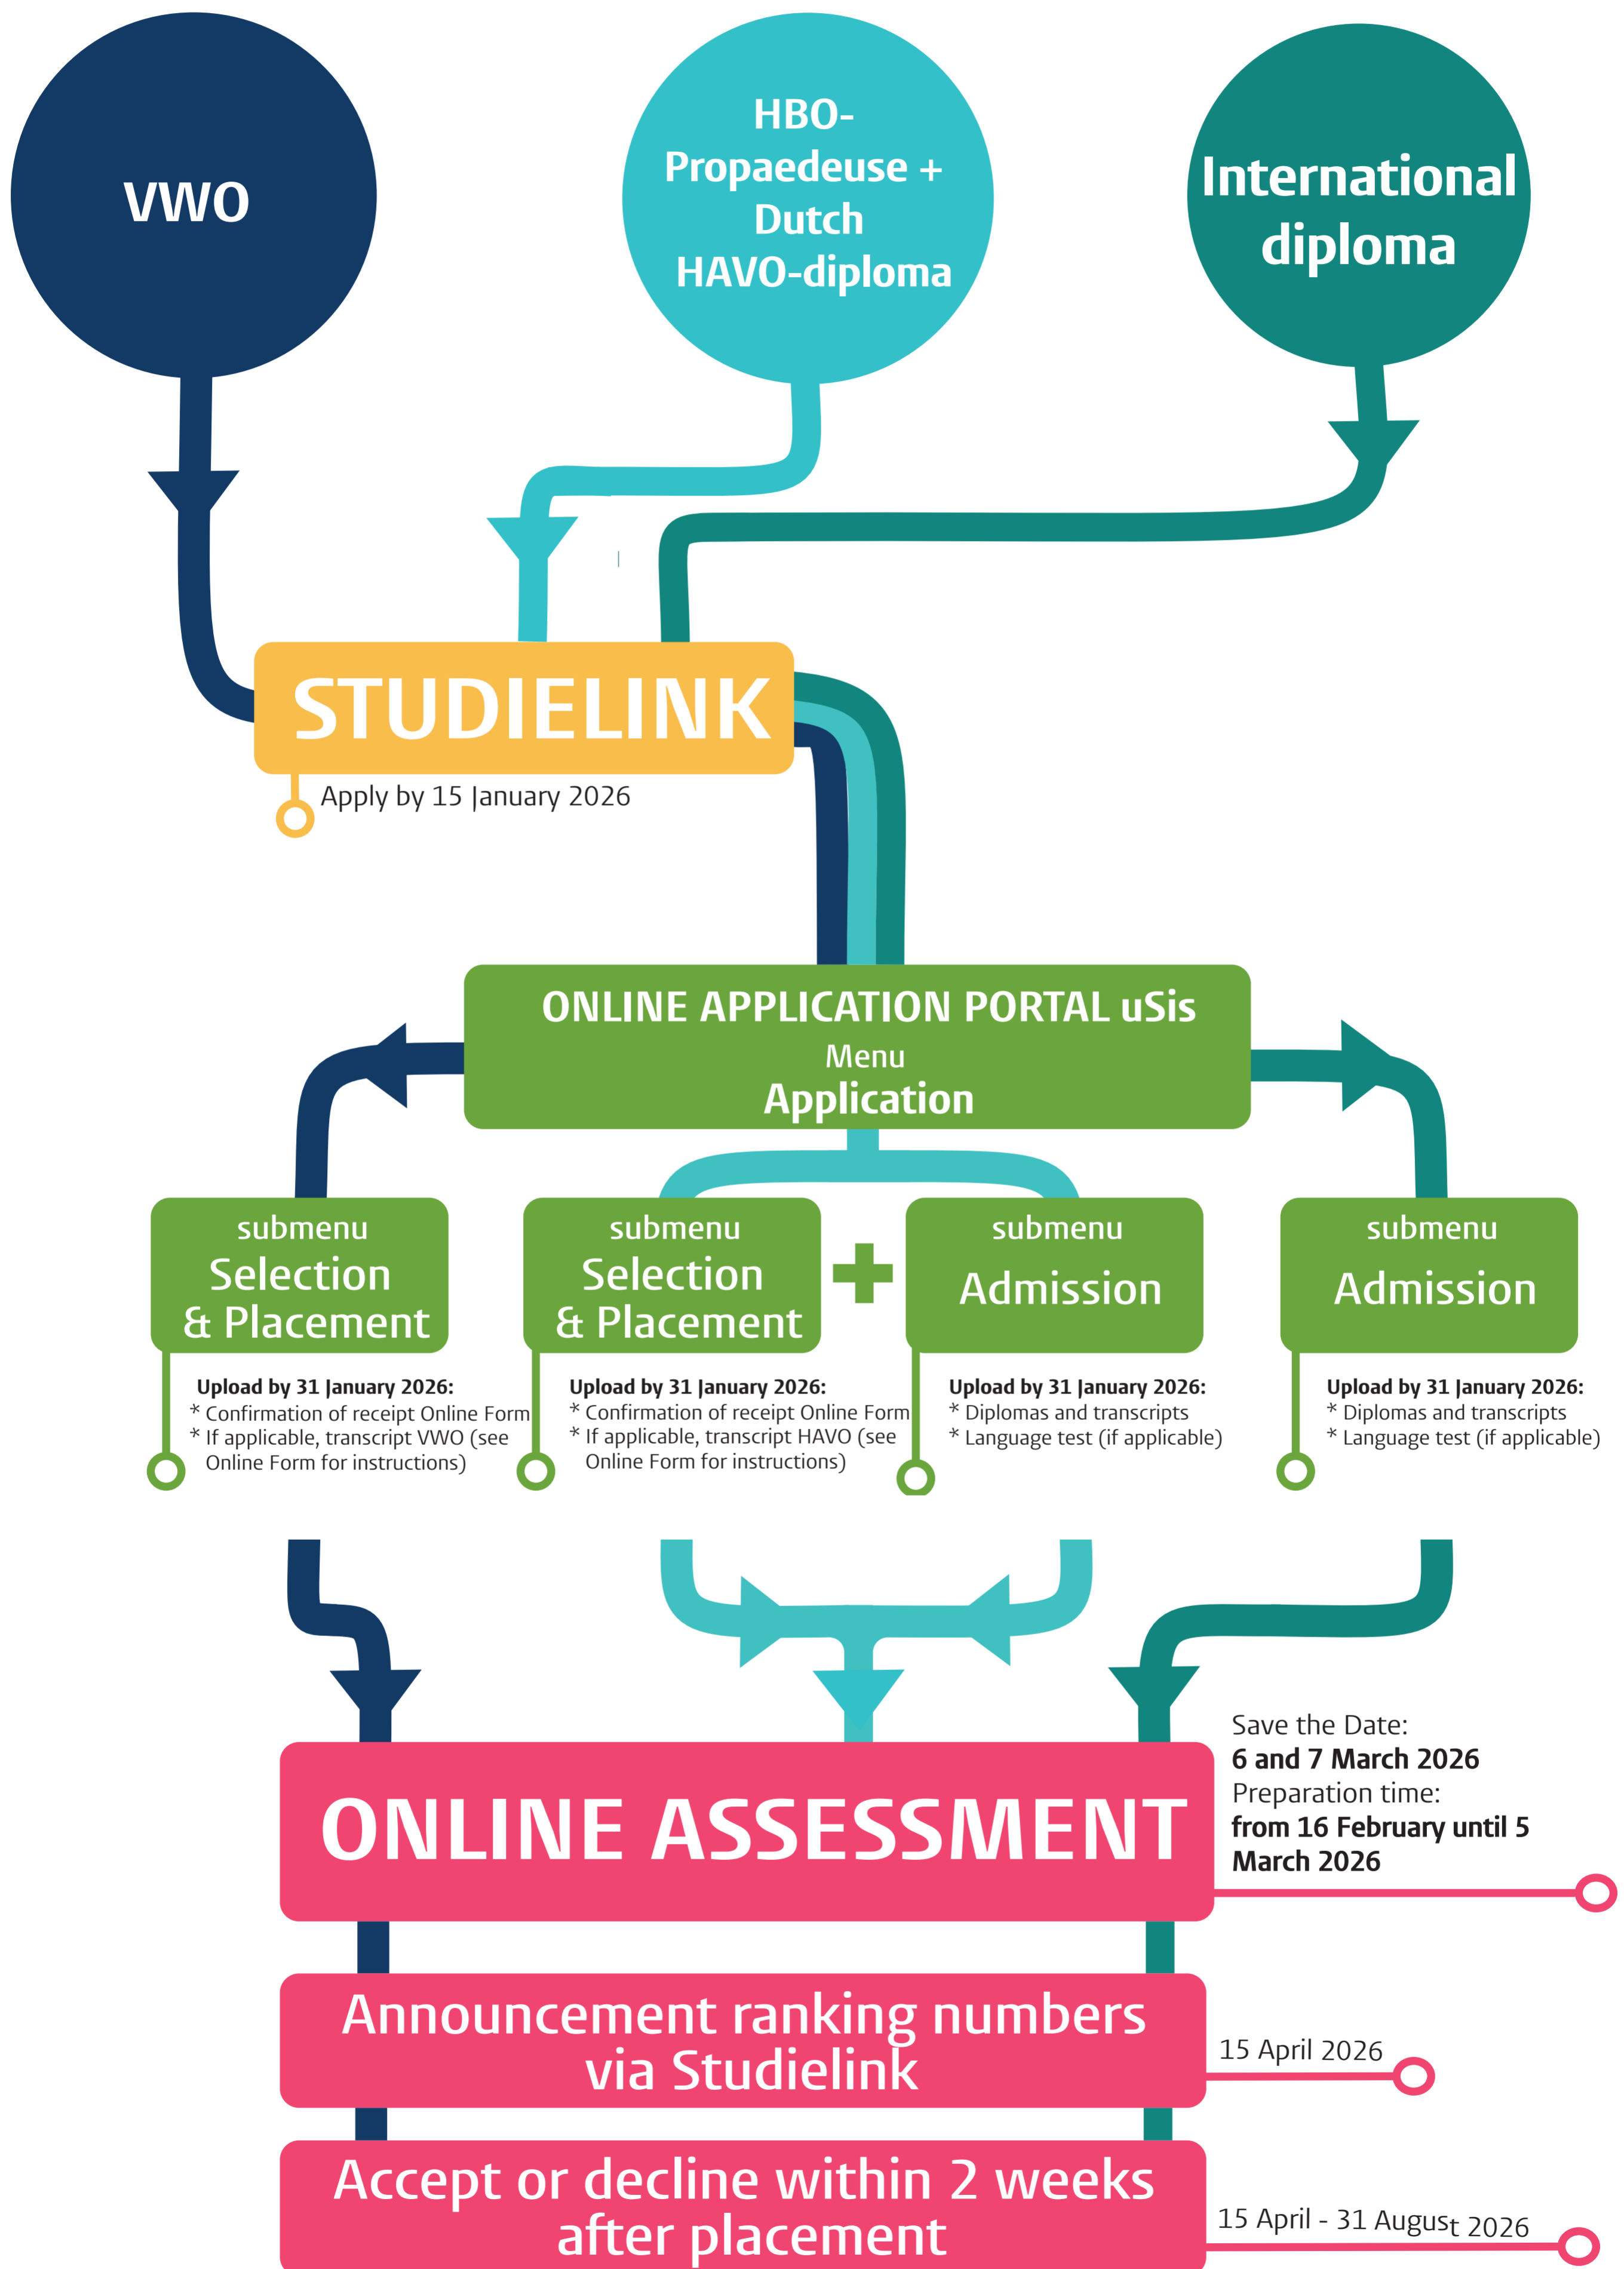 VWO
HBO-
Propaedeuse +
Dutch
HAVO-diploma
International
diploma
STUDIELINK
Apply by 15 January 2026
ONLINE APPLICATION PORTAL uSis
Menu
Application
submenu
Selection
& Placement
submenu
Selection
& Placement
submenu
Admission
submenu
Admission
Upload by 31 January 2026:
* Confirmation of receipt Online Form
* If applicable, transcript VWO (see
Online Form for instructions)
Upload by 31 January 2026:
* Confirmation of receipt Online Form
* If applicable, transcript HAVO (see
Online Form for instructions)
Upload by 31 January 2026:
* Diplomas and transcripts
* Language test (if applicable)
Upload by 31 January 2026:
* Diplomas and transcripts
* Language test (if applicable)
ONLINE ASSESSMENT
Save the Date:
6 and 7 March 2026
Preparation time:
from 16 February until 5
March 2026
Announcement ranking numbers
via Studielink
15 April 2026
Accept or decline within 2 weeks
after placement
15 April - 31 August 2026